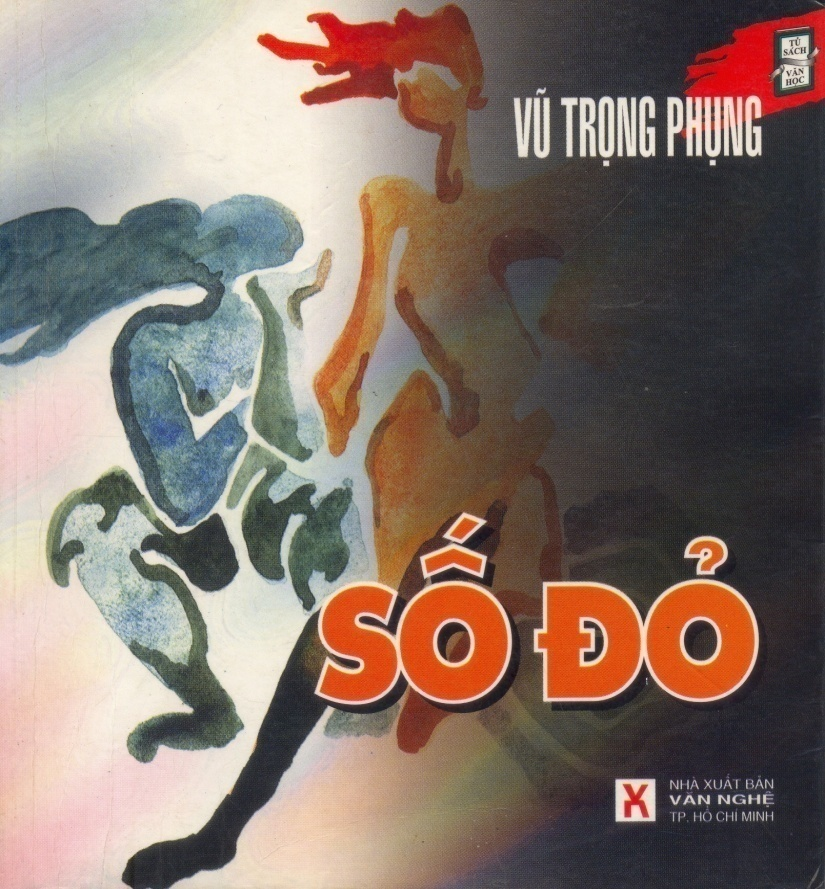 TỦ
SÁCH
VĂN
HỌC
VŨ TRỌNG PHỤNG
SỐ ĐỎ
NHÀ XUẤT BẢN
VĂN NGHỆ
TP. HỒ CHÍ MINH